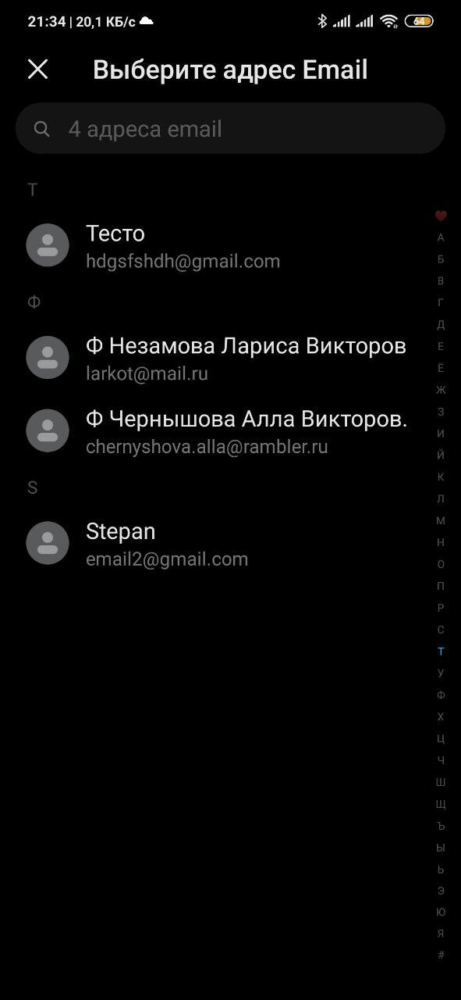 21:34 | 20,1 КБ/с
64
Выберите адрес Email
4 адреса email
Т
Тесто
hdgsfshdh@gmail.com
Ф
Ф Незамова Лариса Викторов
larkot@mail.ru
Ф Чернышова Алла Викторов.
chernyshova.alla@rambler.ru
S
Stepan
email2@gmail.com
А
Б
В
Г
Д
Е
Ё
Ж
З
И
Й
К
Л
М
Н
О
П
Р
С
Т
У
Ф
Х
Ц
Ч
Ш
Щ
Ъ
Ы
Ь
Э
Ю
Я
#